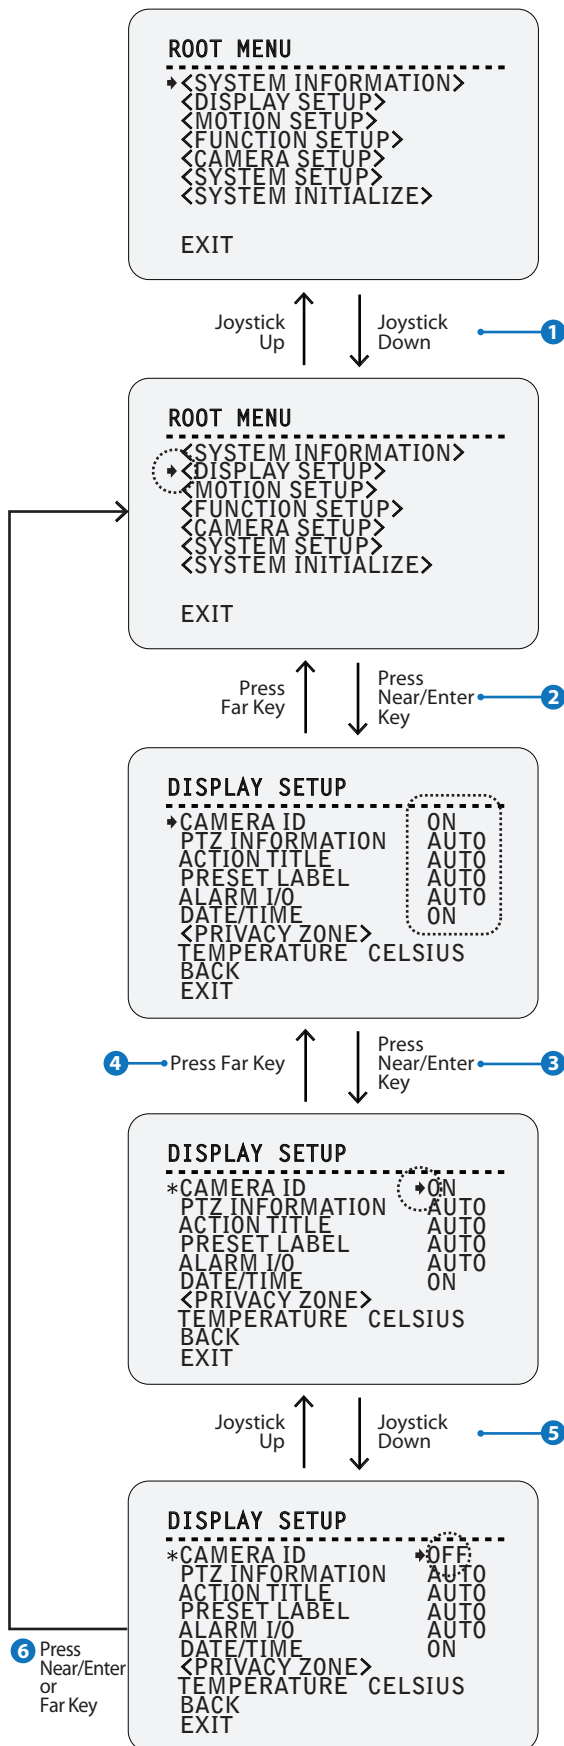 ROOT MENU
<SYSTEM INFORMATION>
<DISPLAY SETUP>
<MOTION SETUP>
<FUNCTION SETUP>
<CAMERA SETUP>
<SYSTEM SETUP>
<SYSTEM INITIALIZE>
EXIT
Joystick
Up
Joystick
Down
1
ROOT MENU
<SYSTEM INFORMATION>
<DISPLAY SETUP>
<MOTION SETUP>
<FUNCTION SETUP>
<CAMERA SETUP>
<SYSTEM SETUP>
<SYSTEM INITIALIZE>
EXIT
Press
Far Key
Press
Near/Enter
Key
2
DISPLAY SETUP
CAMERA ID ON
PTZ INFORMATION AUTO
ACTION TITLE AUTO
PRESET LABEL AUTO
ALARM I/O AUTO
DATE/TIME ON
<PRIVACY ZONE>
TEMPERATURE CELSIUS
BACK
EXIT
4
Press Far Key
Press
Near/Enter
Key
3
DISPLAY SETUP
*CAMERA ID ON
PTZ INFORMATION AUTO
ACTION TITLE AUTO
PRESET LABEL AUTO
ALARM I/O AUTO
DATE/TIME ON
<PRIVACY ZONE>
TEMPERATURE CELSIUS
BACK
EXIT
Joystick
Up
Joystick
Down
5
DISPLAY SETUP
*CAMERA ID OFF
PTZ INFORMATION AUTO
ACTION TITLE AUTO
PRESET LABEL AUTO
ALARM I/O AUTO
DATE/TIME ON
<PRIVACY ZONE>
TEMPERATURE CELSIUS
BACK
EXIT
6 Press
Near/Enter
or
Far Key